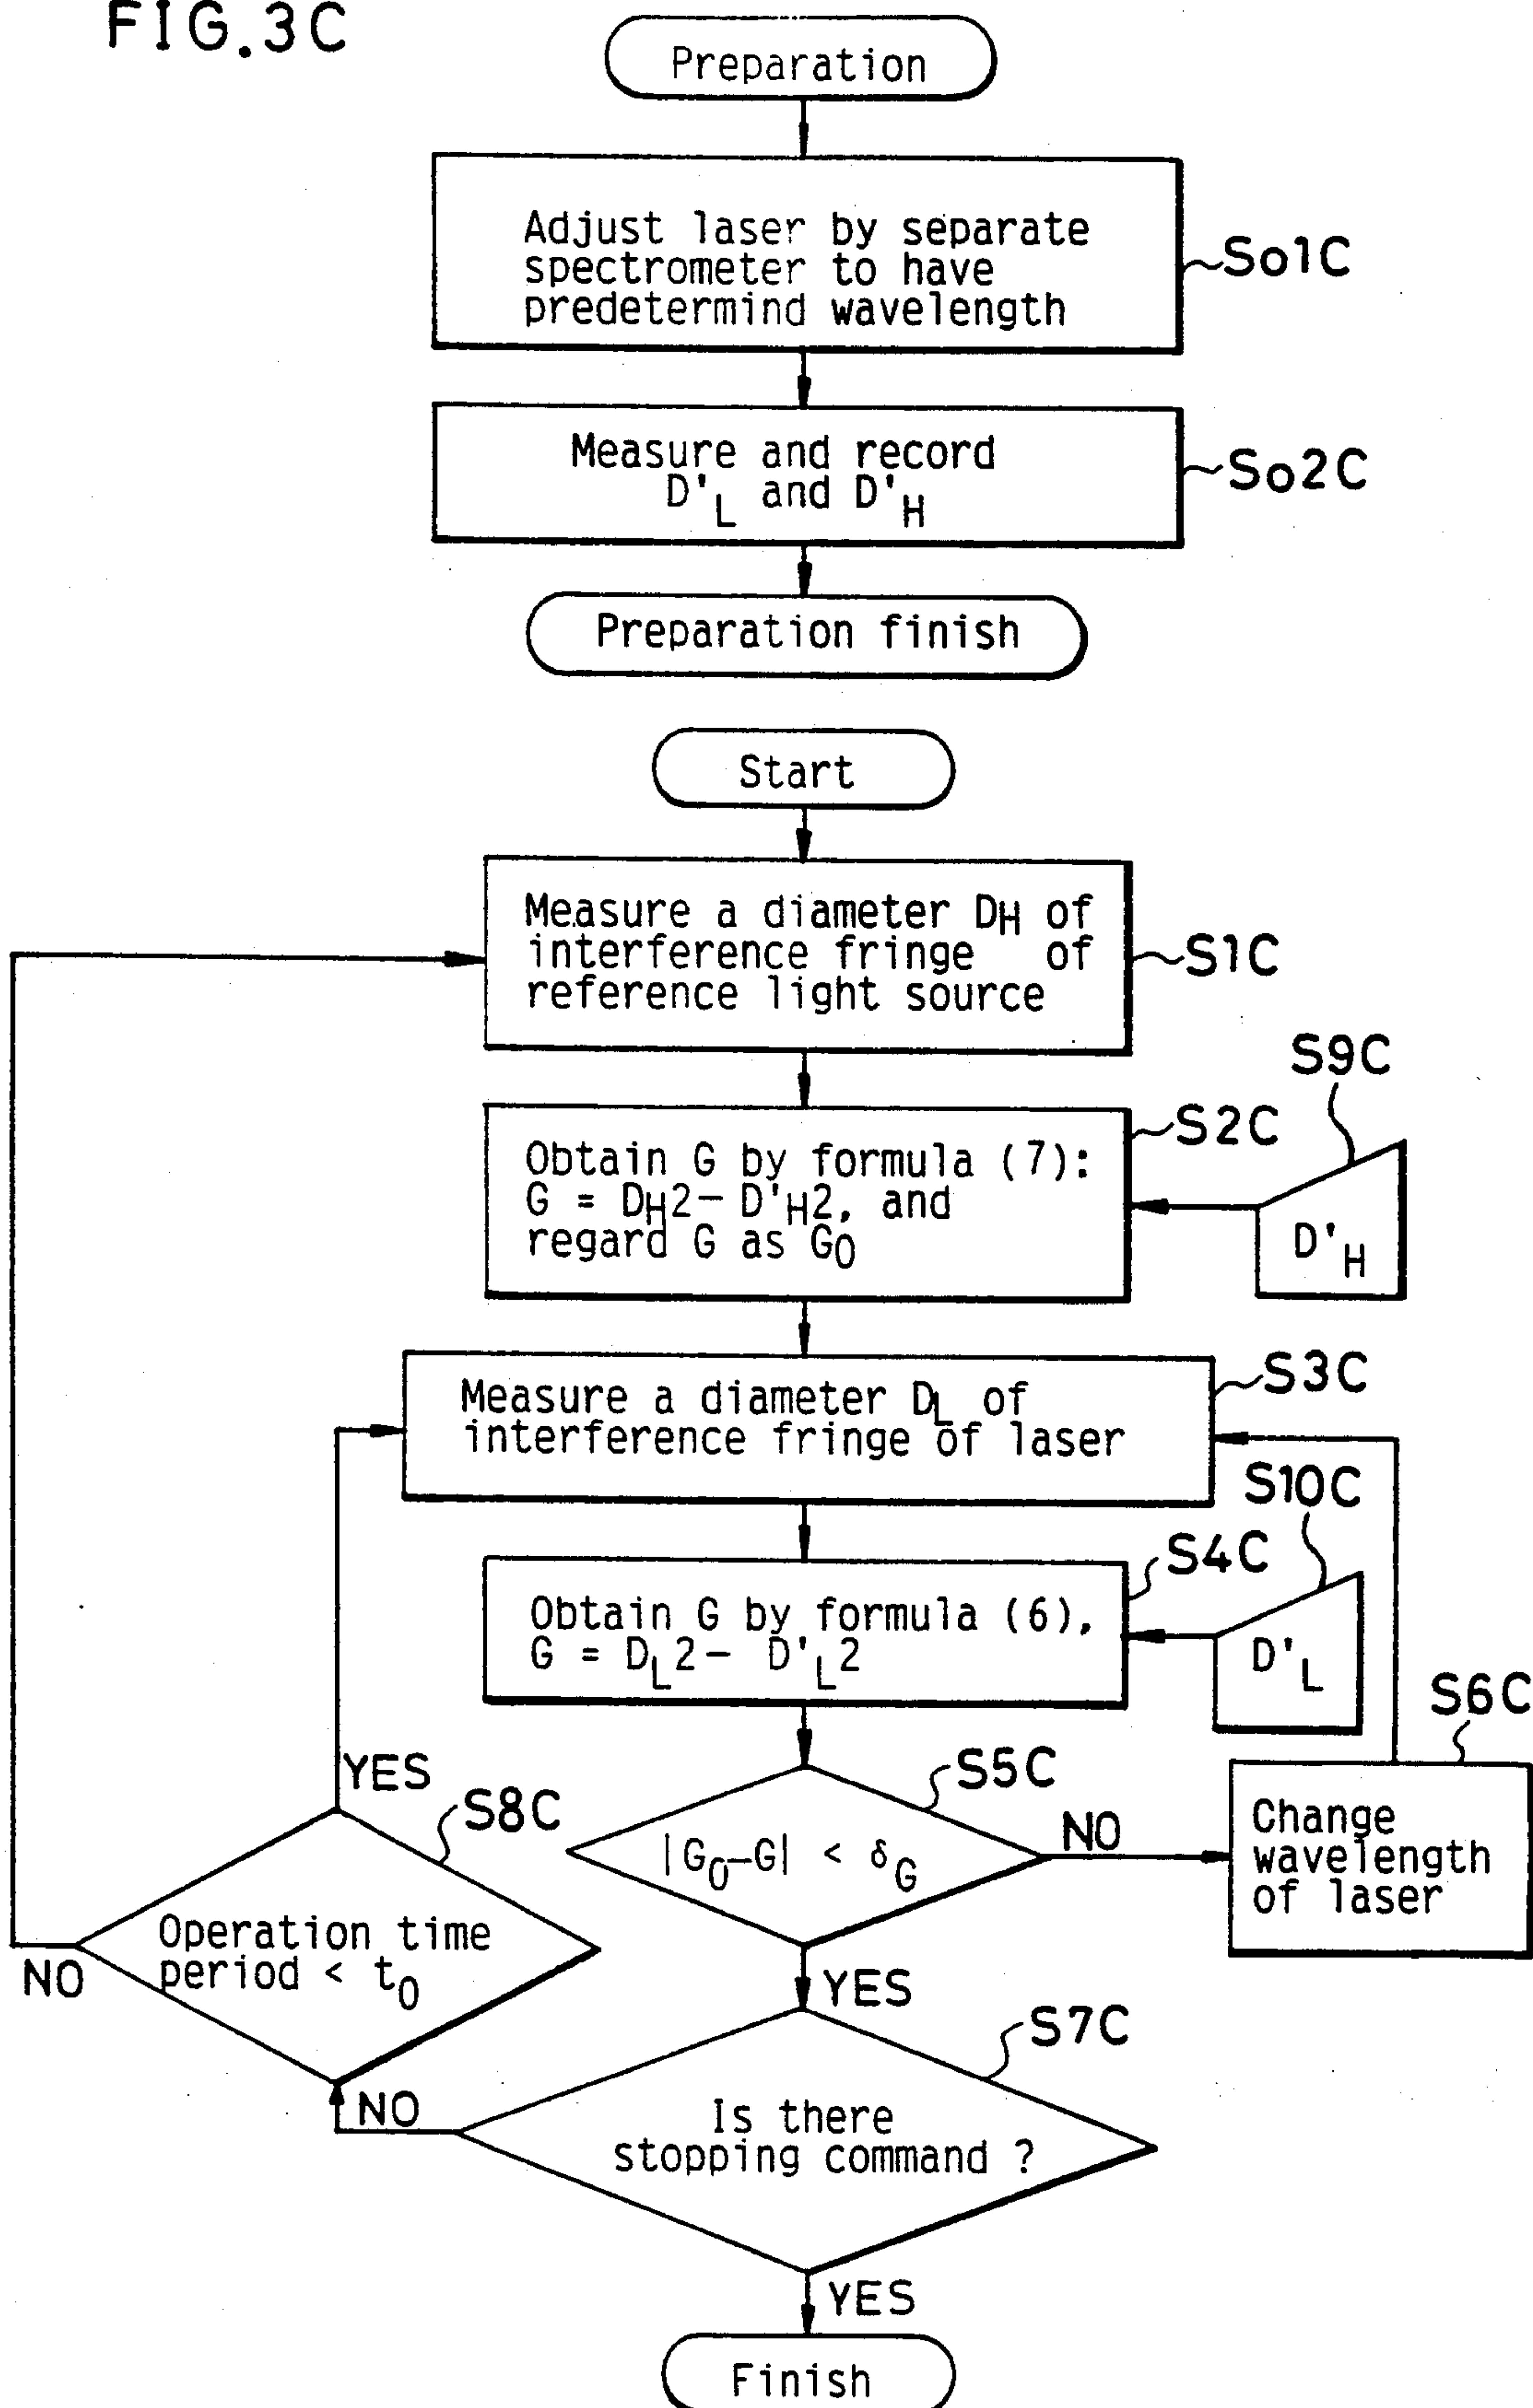 FIG.3C
Preparation
Adjust laser by separate
spectrometer to have
predetermind wavelength
So1C
Measure and record
D'L and D'H
So2C
Preparation finish
Start
Measure a diameter DH of
interference fringe of
reference light source
S1C
S9C
Obtain G by formula (7):
G = DH2- D'H2, and
regard G as G0
S2C
D'H
Measure a diameter DL of
interference fringe of laser
S3C
S10C
Obtain G by formula (6),
G = DL2- D'L2
S4C
D'L
S6C
Change
wavelength
of laser
S5C
|G0-G| < δG
NO
YES
YES
S8C
Operation time
period < t0
NO
S7C
Is there
stopping command ?
NO
YES
Finish